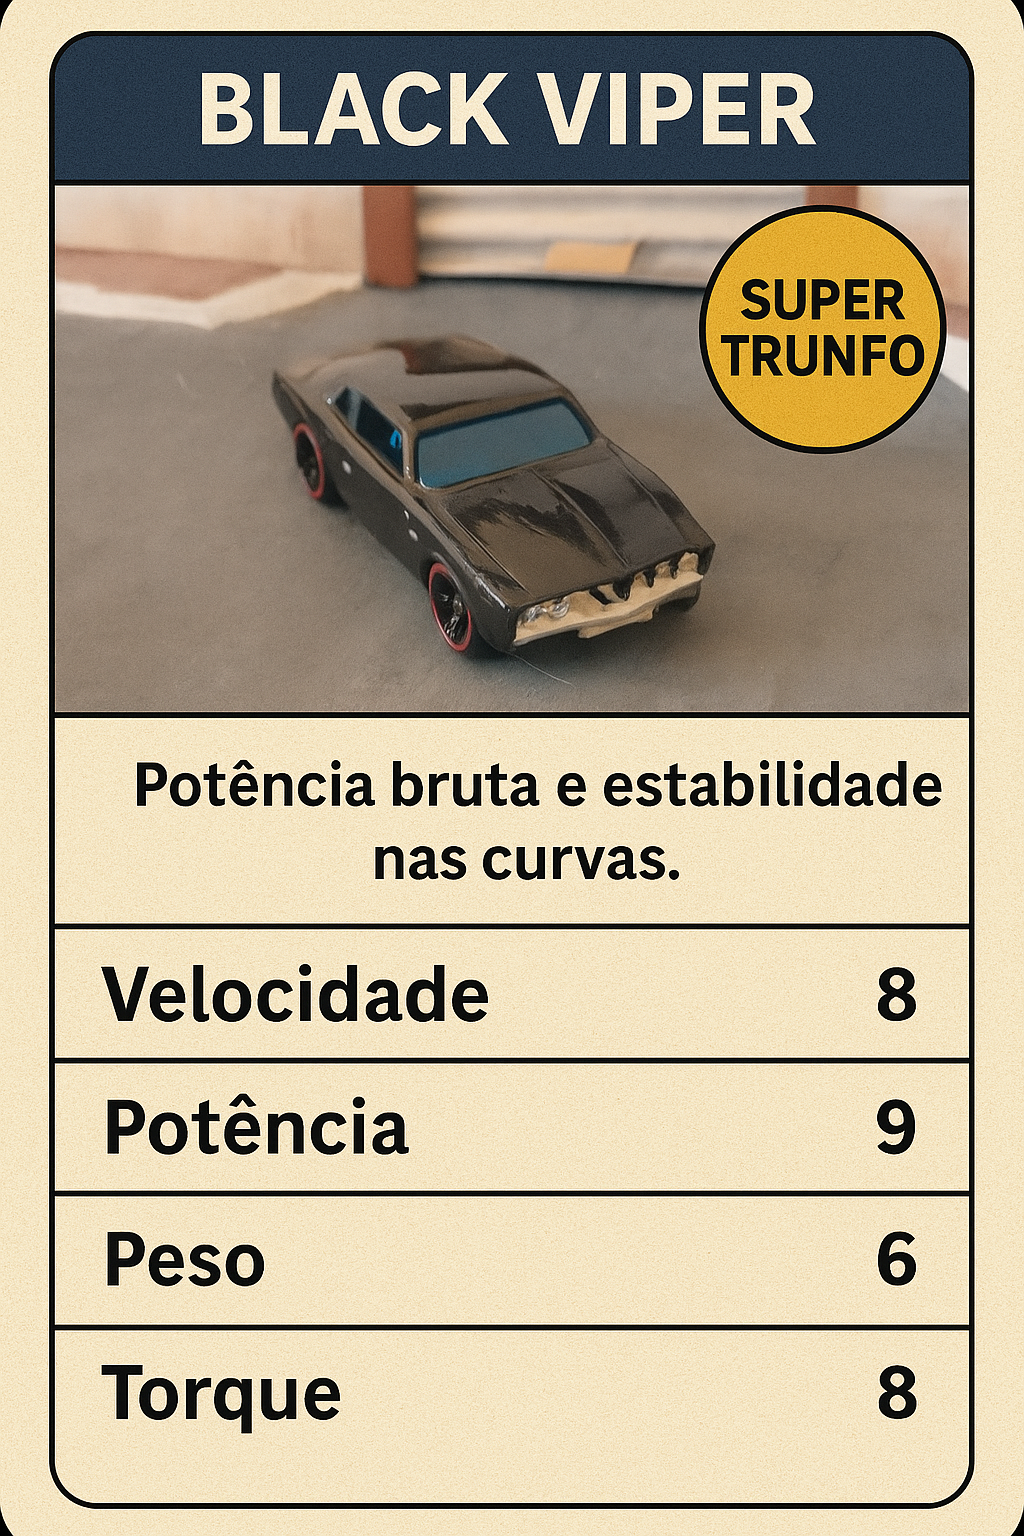 BLACK VIPER
SUPER
TRUNFO
Potência bruta e estabilidade
nas curvas.
Velocidade 8
Potência 9
Peso 6
Torque 8